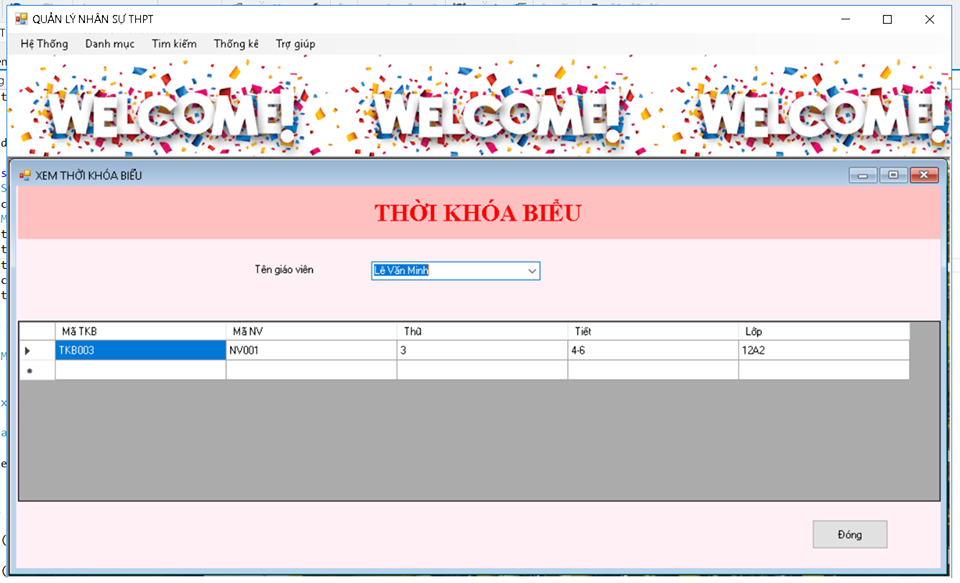 QUẢN LÝ NHÂN SỰ THPT
Hệ Thống Danh mục Tìm kiếm Thống kê Trợ giúp
WELCOME! WELCOME! WELCOME!
XEM THỜI KHÓA BIỂU
THỜI KHÓA BIỂU
Tên giáo viên Lê Văn Minh
Mã TKB Mã NV Thứ Tiết Lớp
TKB003 NV001 3 4-6 12A2
Đóng